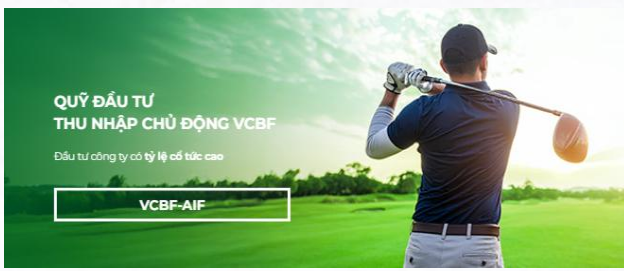 QUỸ ĐẦU TƯ
THU NHẬP CHỦ ĐỘNG VCBF
Đầu tư công ty có tỷ lệ cổ tức cao
VCBF-AIF